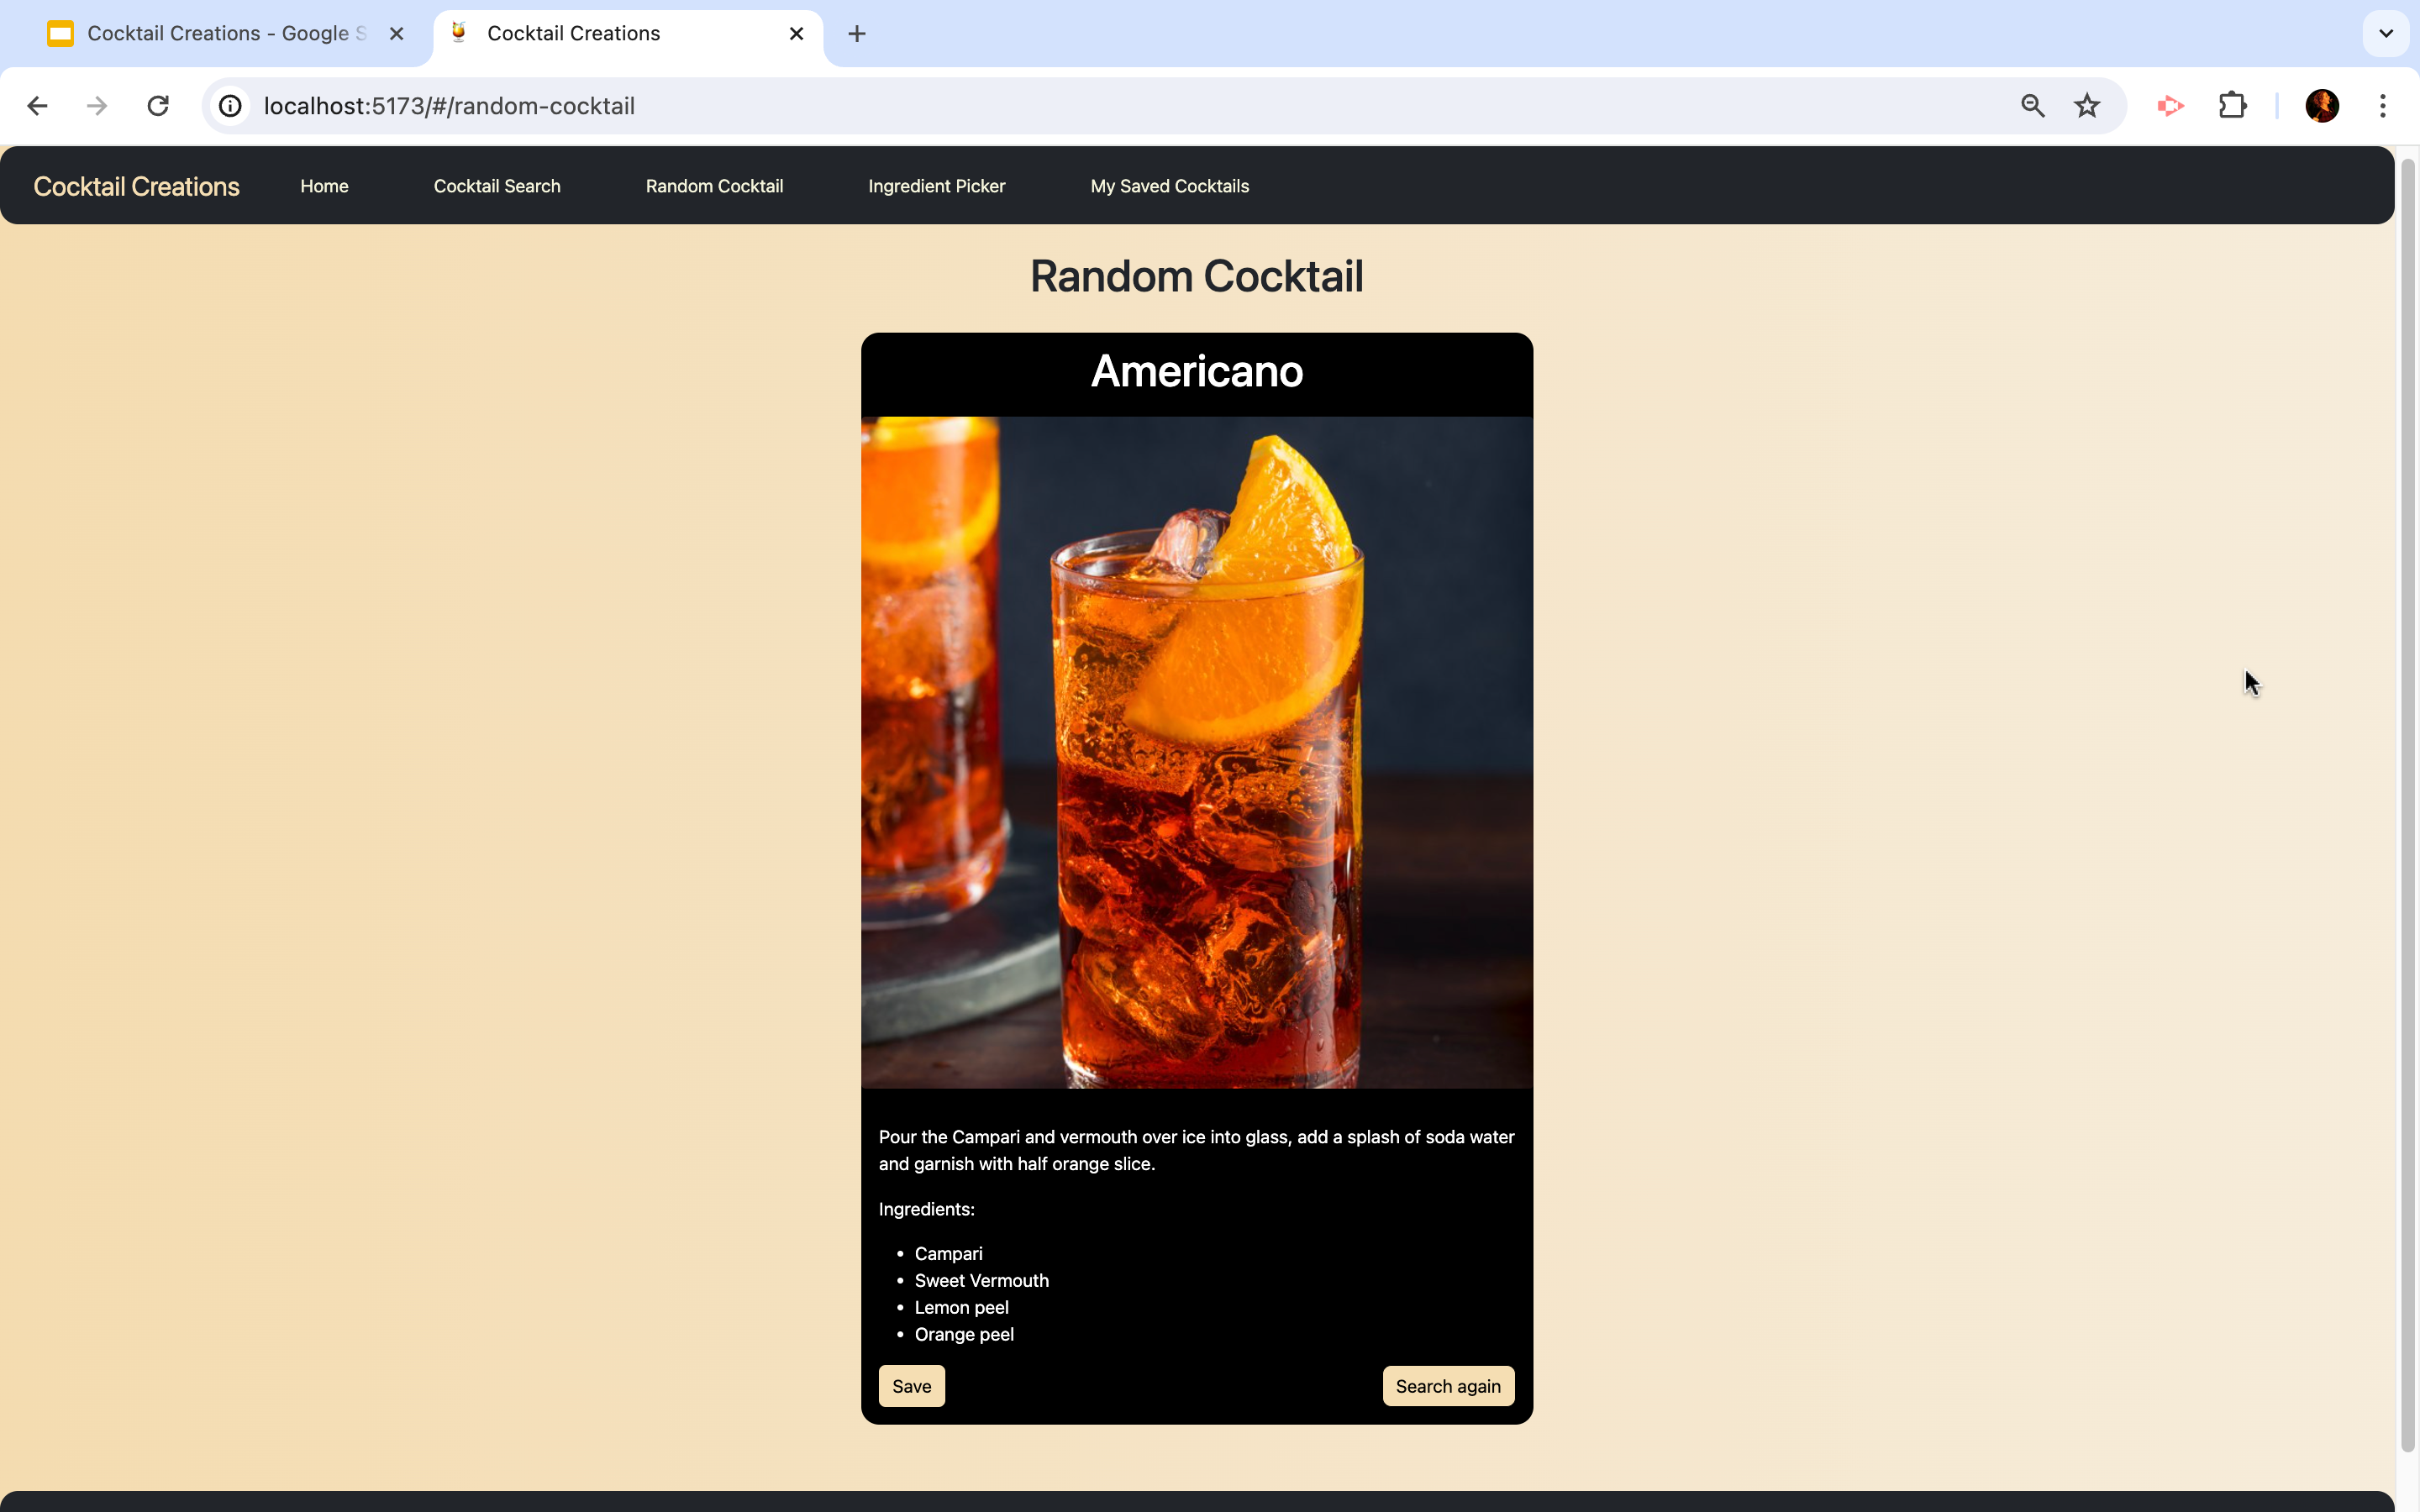 Cocktail Creations - Google S
Cocktail Creations
localhost:5173/#/random-cocktail
Cocktail Creations Home Cocktail Search Random Cocktail Ingredient Picker My Saved Cocktails
Random Cocktail
Americano
Pour the Campari and vermouth over ice into glass, add a splash of soda water
and garnish with half orange slice.
Ingredients:
• Campari
• Sweet Vermouth
• Lemon peel
• Orange peel
Save Search again